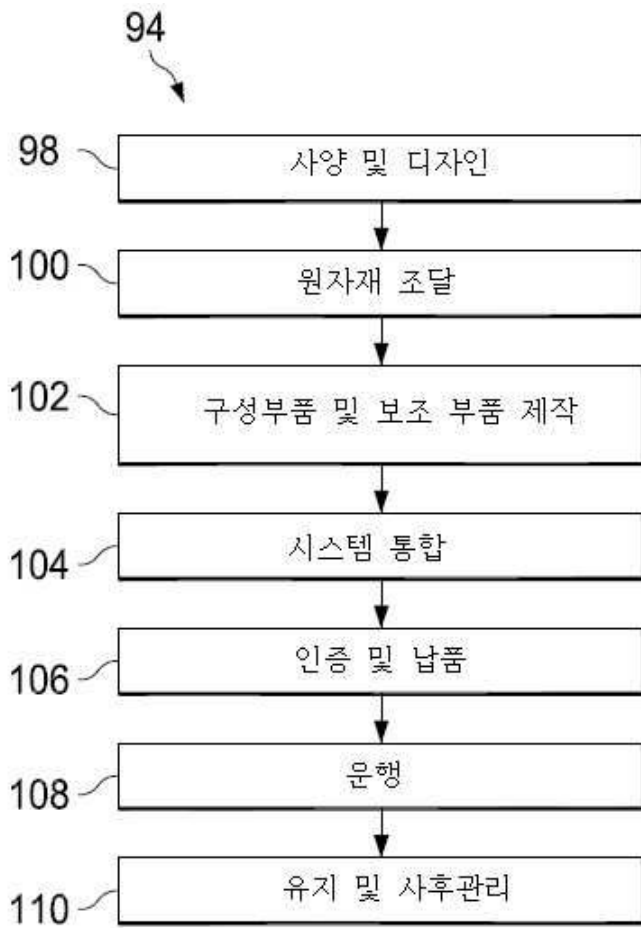 94
98 사양 및 디자인
100 원자재 조달
102 구성부품 및 보조 부품 제작
104 시스템 통합
106 인증 및 납품
108 운행
110 유지 및 사후관리